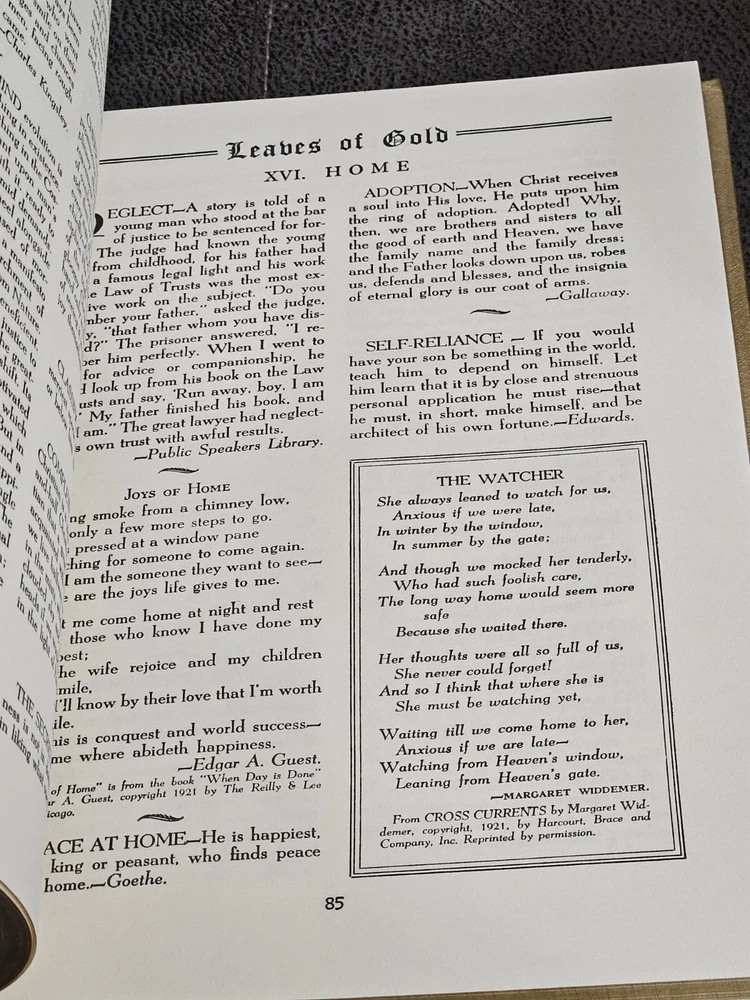 Leaves of Gold
XVI. HOME
EGLECT—A story is told of a
young man who stood at the bar
of justice to be sentenced for for-
The judge had known the young
from childhood, for his father had
a famous legal light and his work
Law of Trusts was the most ex-
ive work on the subject. "Do you
mber your father," asked the judge,
"that father whom you have dis-
d?" The prisoner answered, "I re-
er him perfectly. When I went to
for advice or companionship, he
look up from his book on the Law
usts and say, 'Run away, boy, I am
My father finished his book, and
I am." The great lawyer had neglect-
s own trust with awful results.
—Public Speakers Library.
JOYS OF HOME
ng smoke from a chimney low,
only a few more steps to go.
pressed at a window pane
ching for someone to come again.
I am the someone they want to see—
are the joys life gives to me.
t me come home at night and rest
those who know I have done my
best;
he wife rejoice and my children
mile,
I'll know by their love that I'm worth
ile.
his is conquest and world success—
me where abideth happiness.
—Edgar A. Guest.
of Home" is from the book "When Day is Done"
ar A. Guest, copyright 1921 by The Reilly & Lee
icago.
ACE AT HOME—He is happiest,
king or peasant, who finds peace
home.—Goethe.
ADOPTION—When Christ receives
a soul into His love, He puts upon him
the ring of adoption. Adopted! Why,
then, we are brothers and sisters to all
the good of earth and Heaven, we have
the family name and the family dress;
and the Father looks down upon us, robes
us, defends and blesses, and the insignia
of eternal glory is our coat of arms.
—Gallaway.
SELF-RELIANCE — If you would
have your son be something in the world,
teach him to depend on himself. Let
him learn that it is by close and strenuous
personal application he must rise—that
he must, in short, make himself, and be
architect of his own fortune.—Edwards.
THE WATCHER
She always leaned to watch for us,
Anxious if we were late,
In winter by the window,
In summer by the gate;
And though we mocked her tenderly,
Who had such foolish care,
The long way home would seem more
safe
Because she waited there.
Her thoughts were all so full of us,
She never could forget!
And so I think that where she is
She must be watching yet,
Waiting till we come home to her,
Anxious if we are late—
Watching from Heaven's window,
Leaning from Heaven's gate.
—MARGARET WIDDEMER.
From CROSS CURRENTS by Margaret Wid-
demer, copyright, 1921, by Harcourt, Brace and
Company, Inc. Reprinted by permission.
85